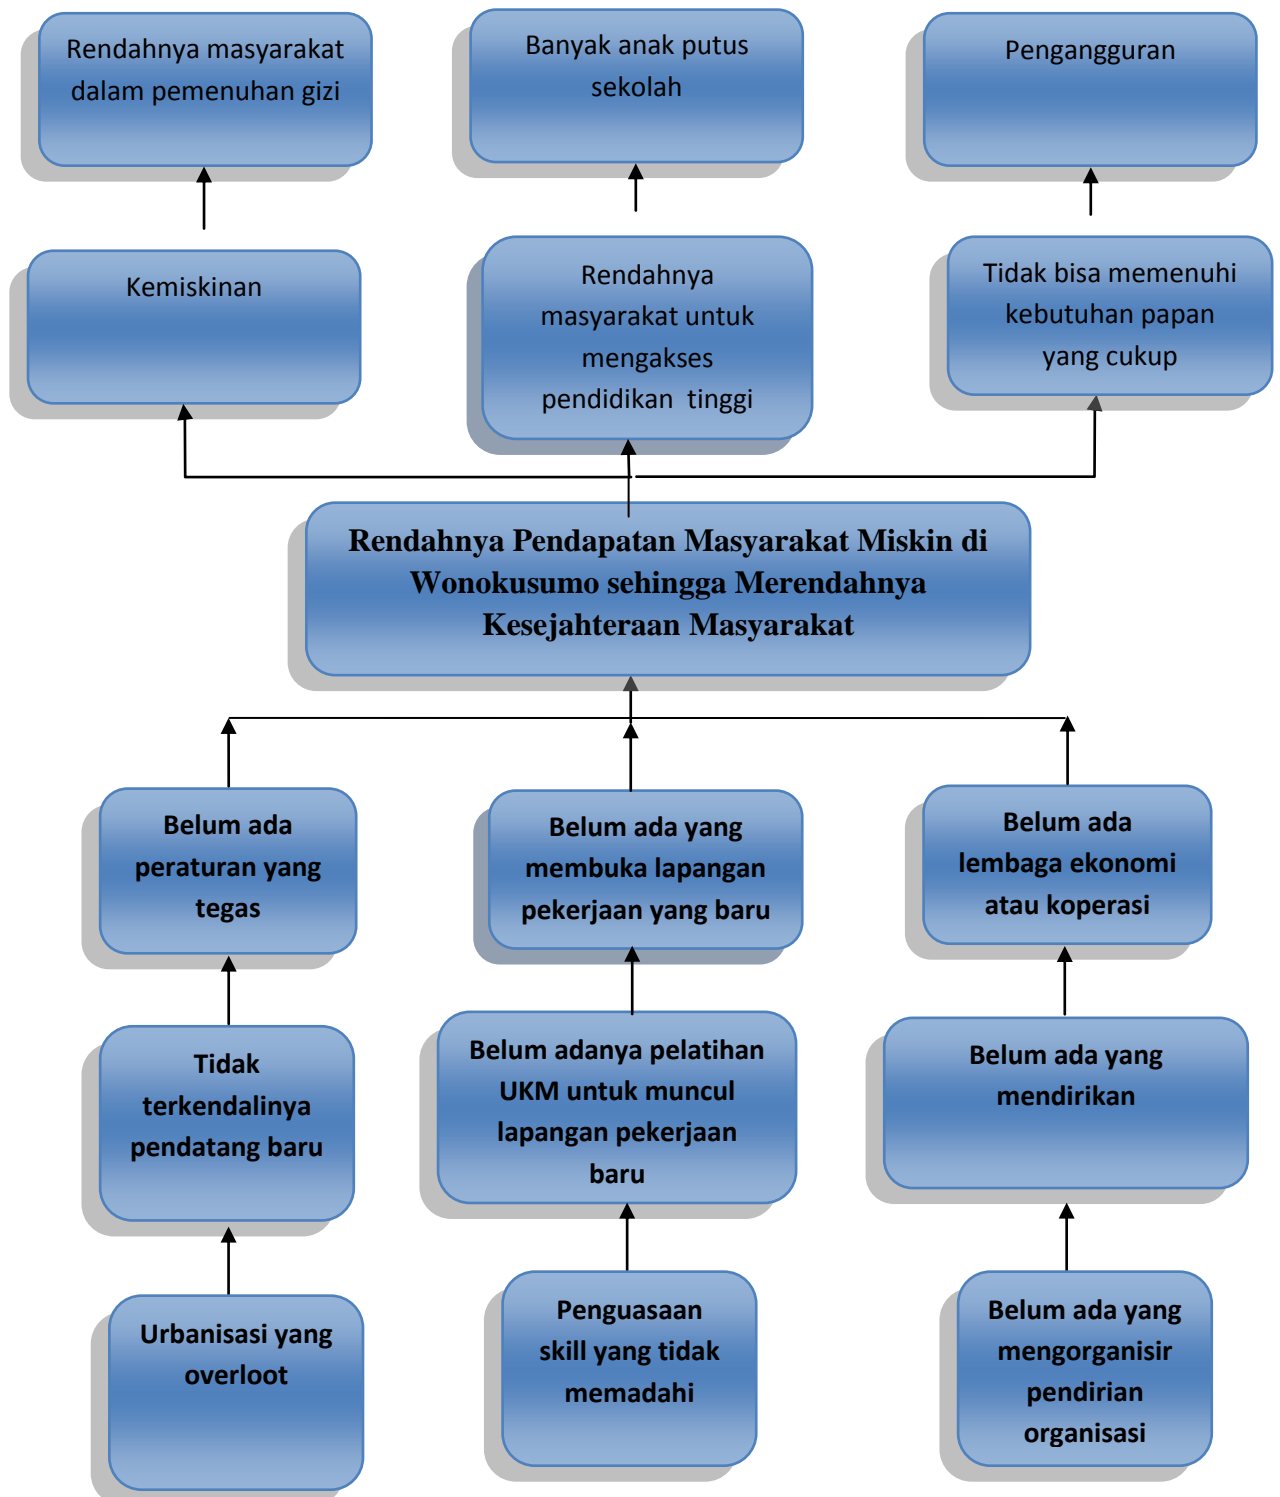 Rendahnya masyarakat
dalam pemenuhan gizi
Banyak anak putus
sekolah
Pengangguran
Kemiskinan
Rendahnya
masyarakat untuk
mengakses
pendidikan tinggi
Tidak bisa memenuhi
kebutuhan papan
yang cukup
Rendahnya Pendapatan Masyarakat Miskin di
Wonokusumo sehingga Merendahnya
Kesejahteraan Masyarakat
Belum ada
peraturan yang
tegas
Belum ada yang
membuka lapangan
pekerjaan yang baru
Belum ada
lembaga ekonomi
atau koperasi
Tidak
terkendalinya
pendatang baru
Belum adanya pelatihan
UKM untuk muncul
lapangan pekerjaan
baru
Belum ada yang
mendirikan
Urbanisasi yang
overloot
Penguasaan
skill yang tidak
memadahi
Belum ada yang
mengorganisir
pendirian
organisasi